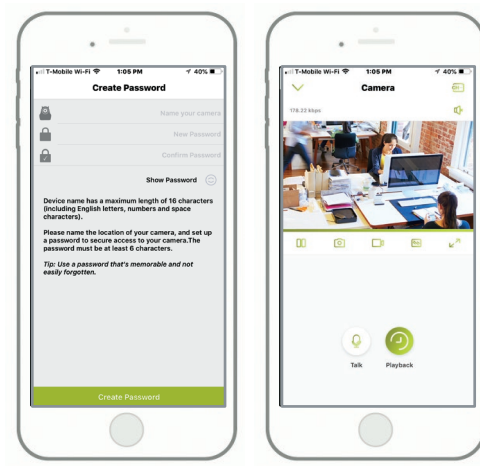 T-Mobile Wi-Fi 1:05 PM 40%
Create Password
Name your camera
New Password
Confirm Password
Show Password
Device name has a maximum length of 16 characters
(including English letters, numbers and space
characters).
Please name the location of your camera, and set up
a password to secure access to your camera.The
password must be at least 6 characters.
Tip: Use a password that's memorable and not
easily forgotten.
Create Password
T-Mobile Wi-Fi 1:05 PM 40%
Camera
178.22 kbps
Talk
Playback